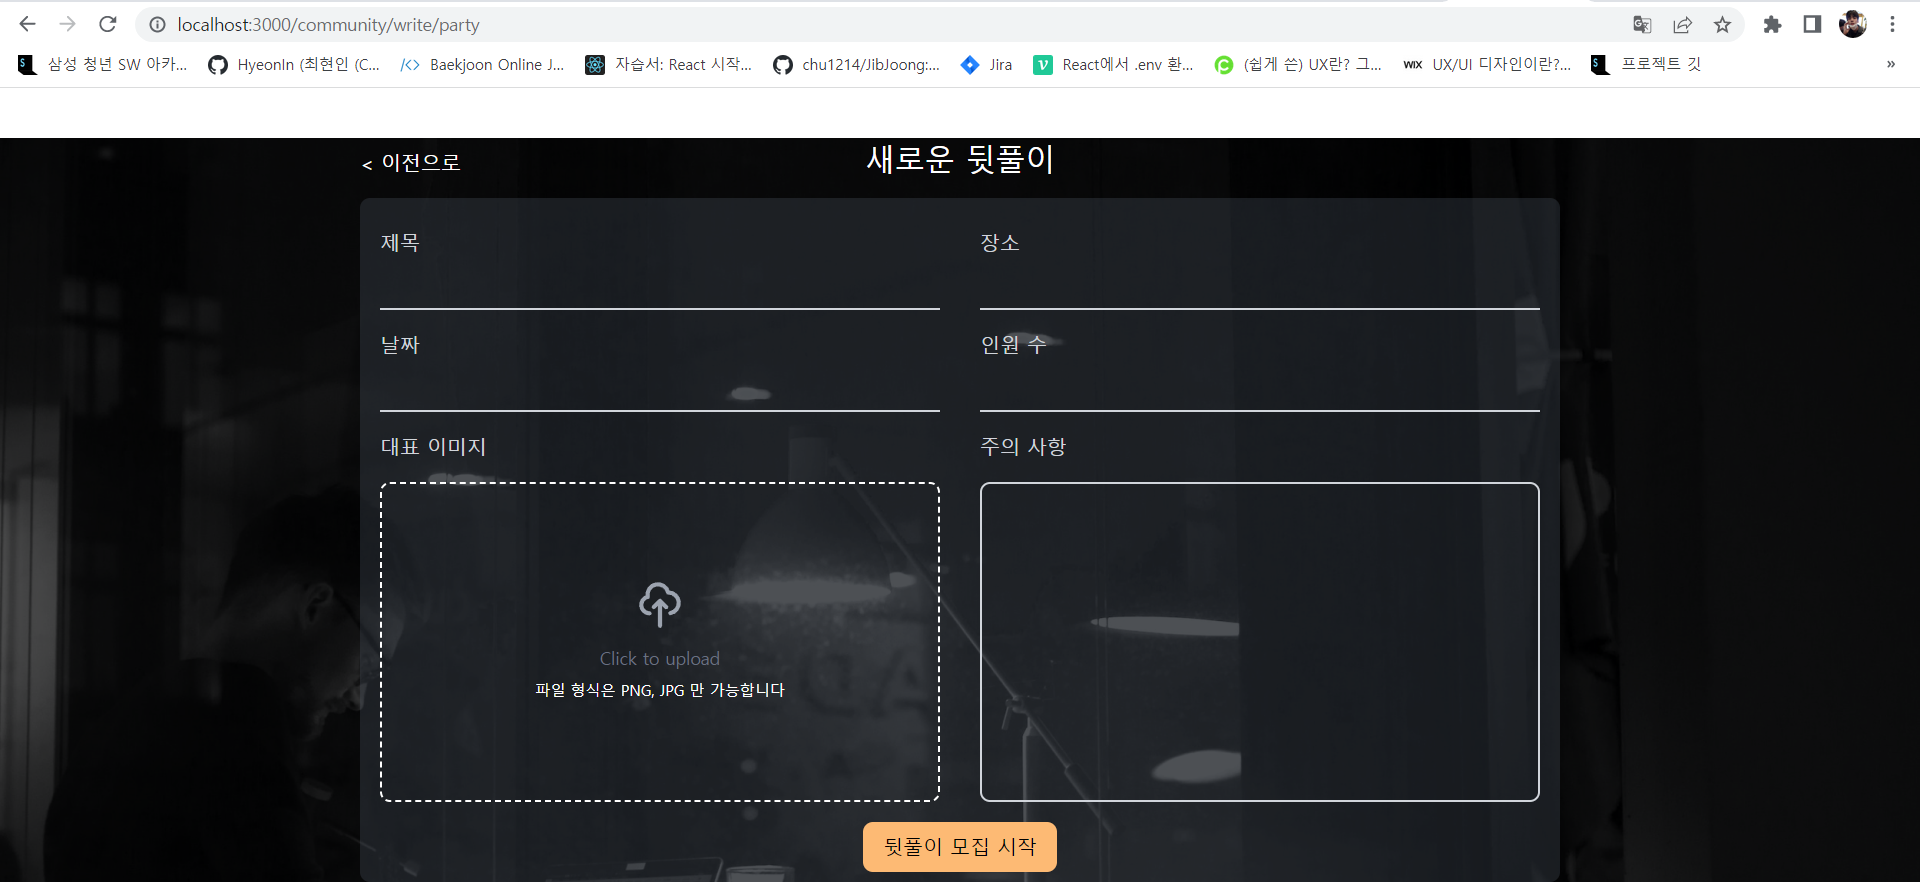 localhost:3000/community/write/party
삼성 청년 SW 아카... HyeonIn (최현인 (C... Baekjoon Online J... 자습서: React 시작... chu1214/JibJoong:... Jira React에서 .env 환... (쉽게 쓴) UX란? 그... WIX UX/UI 디자인이란?... 프로젝트 깃 »
< 이전으로
새로운 뒷풀이
제목
장소
날짜
인원 수
대표 이미지
주의 사항
Click to upload
파일 형식은 PNG, JPG 만 가능합니다
뒷풀이 모집 시작